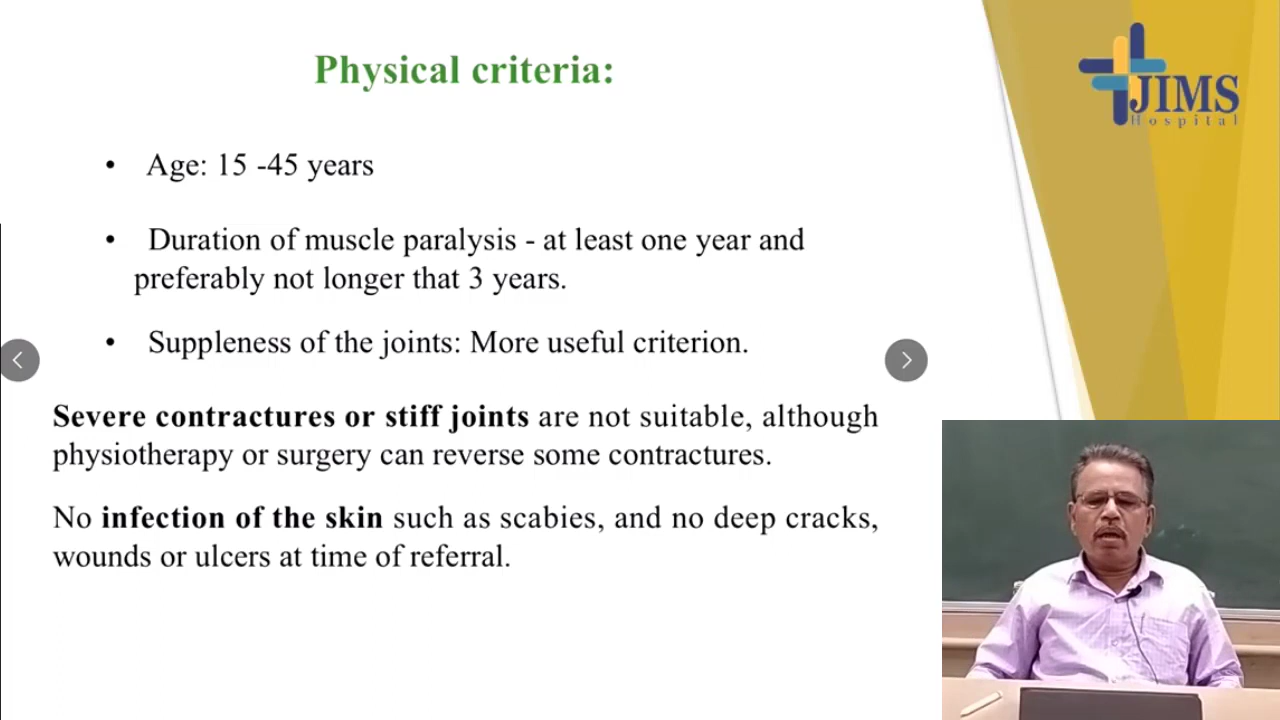 Physical criteria:
JIMS
Hospital
• Age: 15 -45 years
• Duration of muscle paralysis - at least one year and
preferably not longer that 3 years.
• Suppleness of the joints: More useful criterion.
Severe contractures or stiff joints are not suitable, although
physiotherapy or surgery can reverse some contractures.
No infection of the skin such as scabies, and no deep cracks,
wounds or ulcers at time of referral.